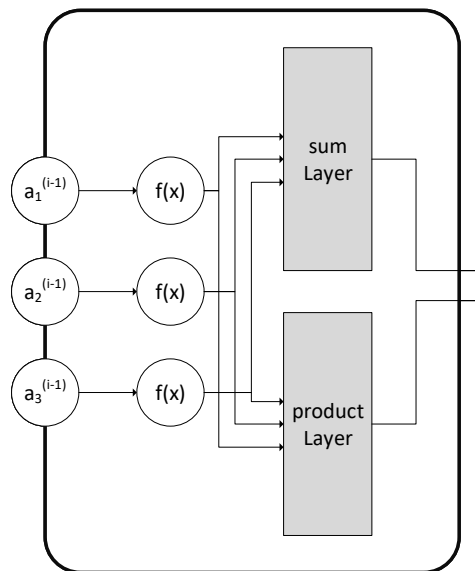 sum
Layer
a₁⁽ⁱ⁻¹⁾
f(x)
a₂⁽ⁱ⁻¹⁾
f(x)
a₃⁽ⁱ⁻¹⁾
f(x)
product
Layer